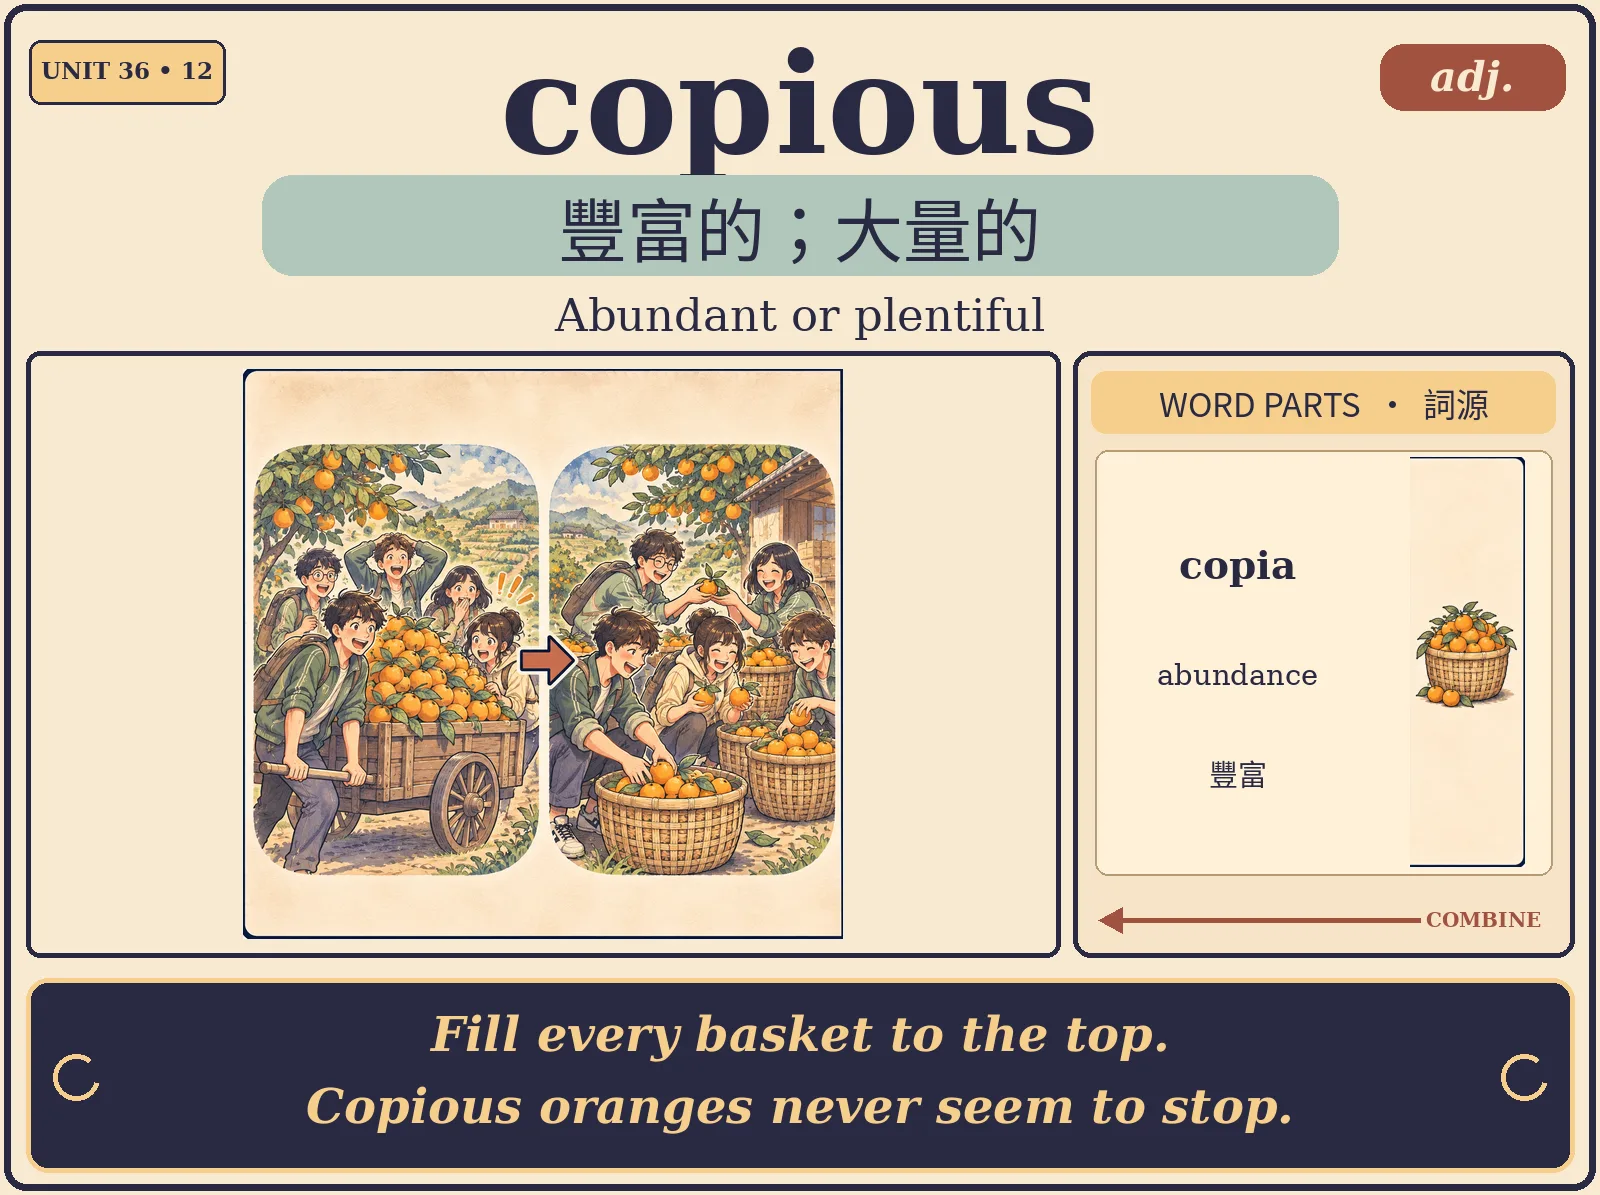 UNIT 36 • 12
copious
adj.
豐富的；大量的
Abundant or plentiful
WORD PARTS • 詞源
copia
abundance
豐富
COMBINE
Fill every basket to the top.
Copious oranges never seem to stop.